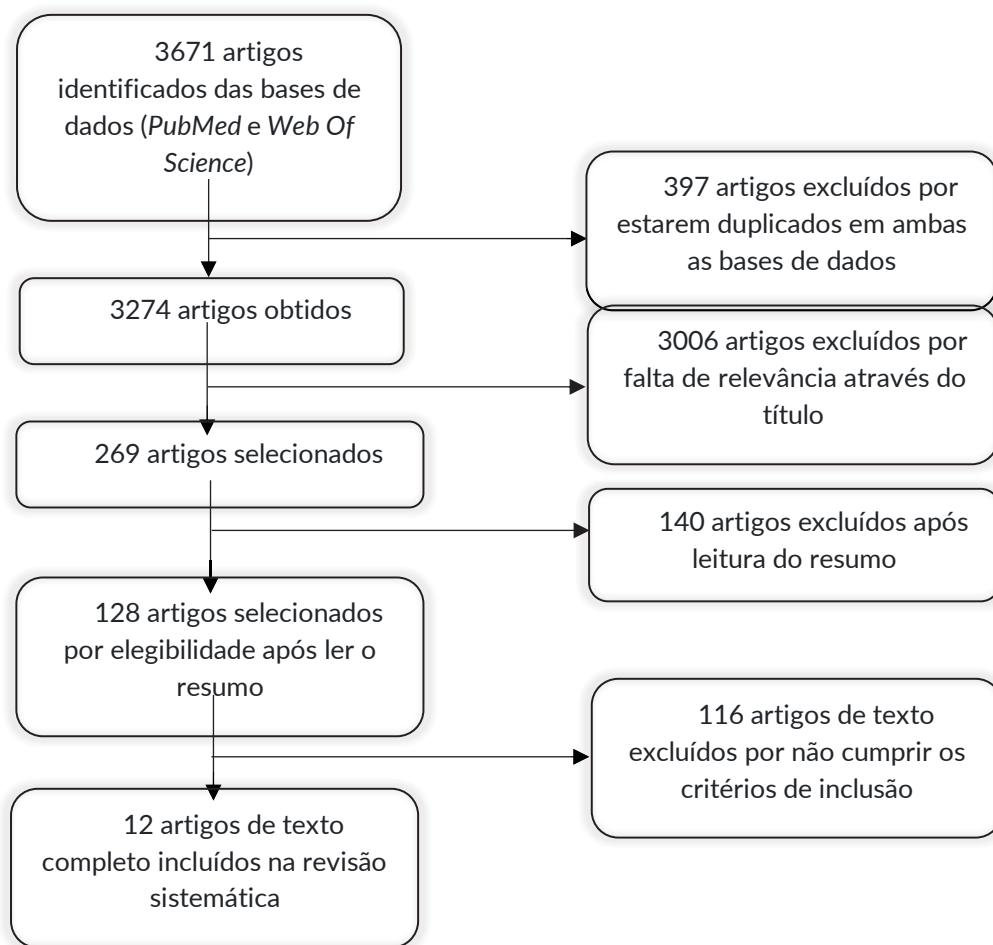 3671 artigos
identificados das bases de
dados (PubMed e Web Of
Science)
397 artigos excluídos por
estarem duplicados em ambas
as bases de dados
3274 artigos obtidos
3006 artigos excluídos por
falta de relevância através do
título
269 artigos selecionados
140 artigos excluídos após
leitura do resumo
128 artigos selecionados
por elegibilidade após ler o
resumo
116 artigos de texto
excluídos por não cumprir os
critérios de inclusão
12 artigos de texto
completo incluídos na revisão
sistemática